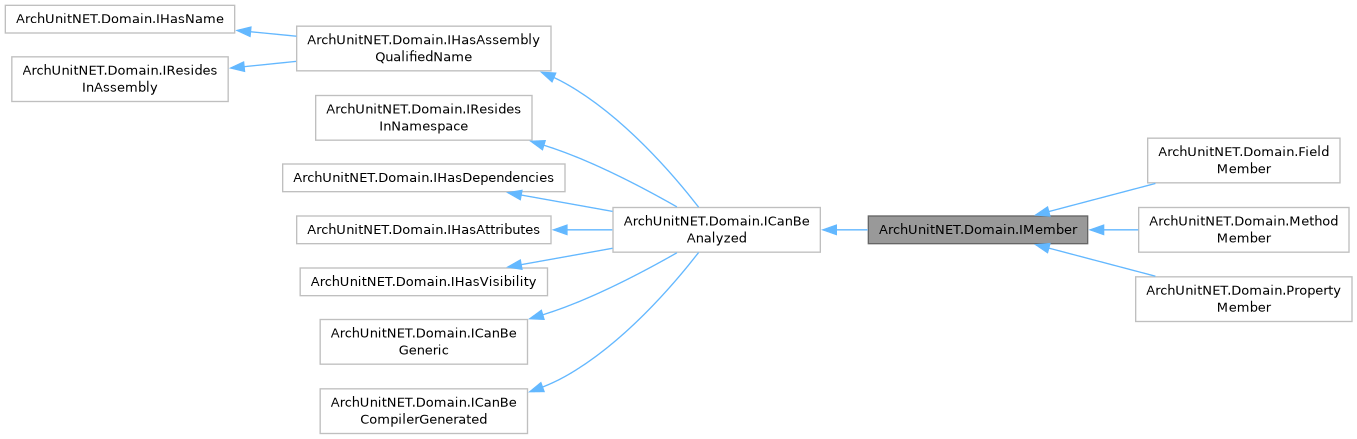 ArchUnitNET.Domain.IHasName
ArchUnitNET.Domain.IResides
InAssembly
ArchUnitNET.Domain.IHasAssembly
QualifiedName
ArchUnitNET.Domain.IResides
InNamespace
ArchUnitNET.Domain.IHasDependencies
ArchUnitNET.Domain.IHasAttributes
ArchUnitNET.Domain.IHasVisibility
ArchUnitNET.Domain.ICanBe
Generic
ArchUnitNET.Domain.ICanBe
CompilerGenerated
ArchUnitNET.Domain.ICanBe
Analyzed
ArchUnitNET.Domain.IMember
ArchUnitNET.Domain.Field
Member
ArchUnitNET.Domain.Method
Member
ArchUnitNET.Domain.Property
Member